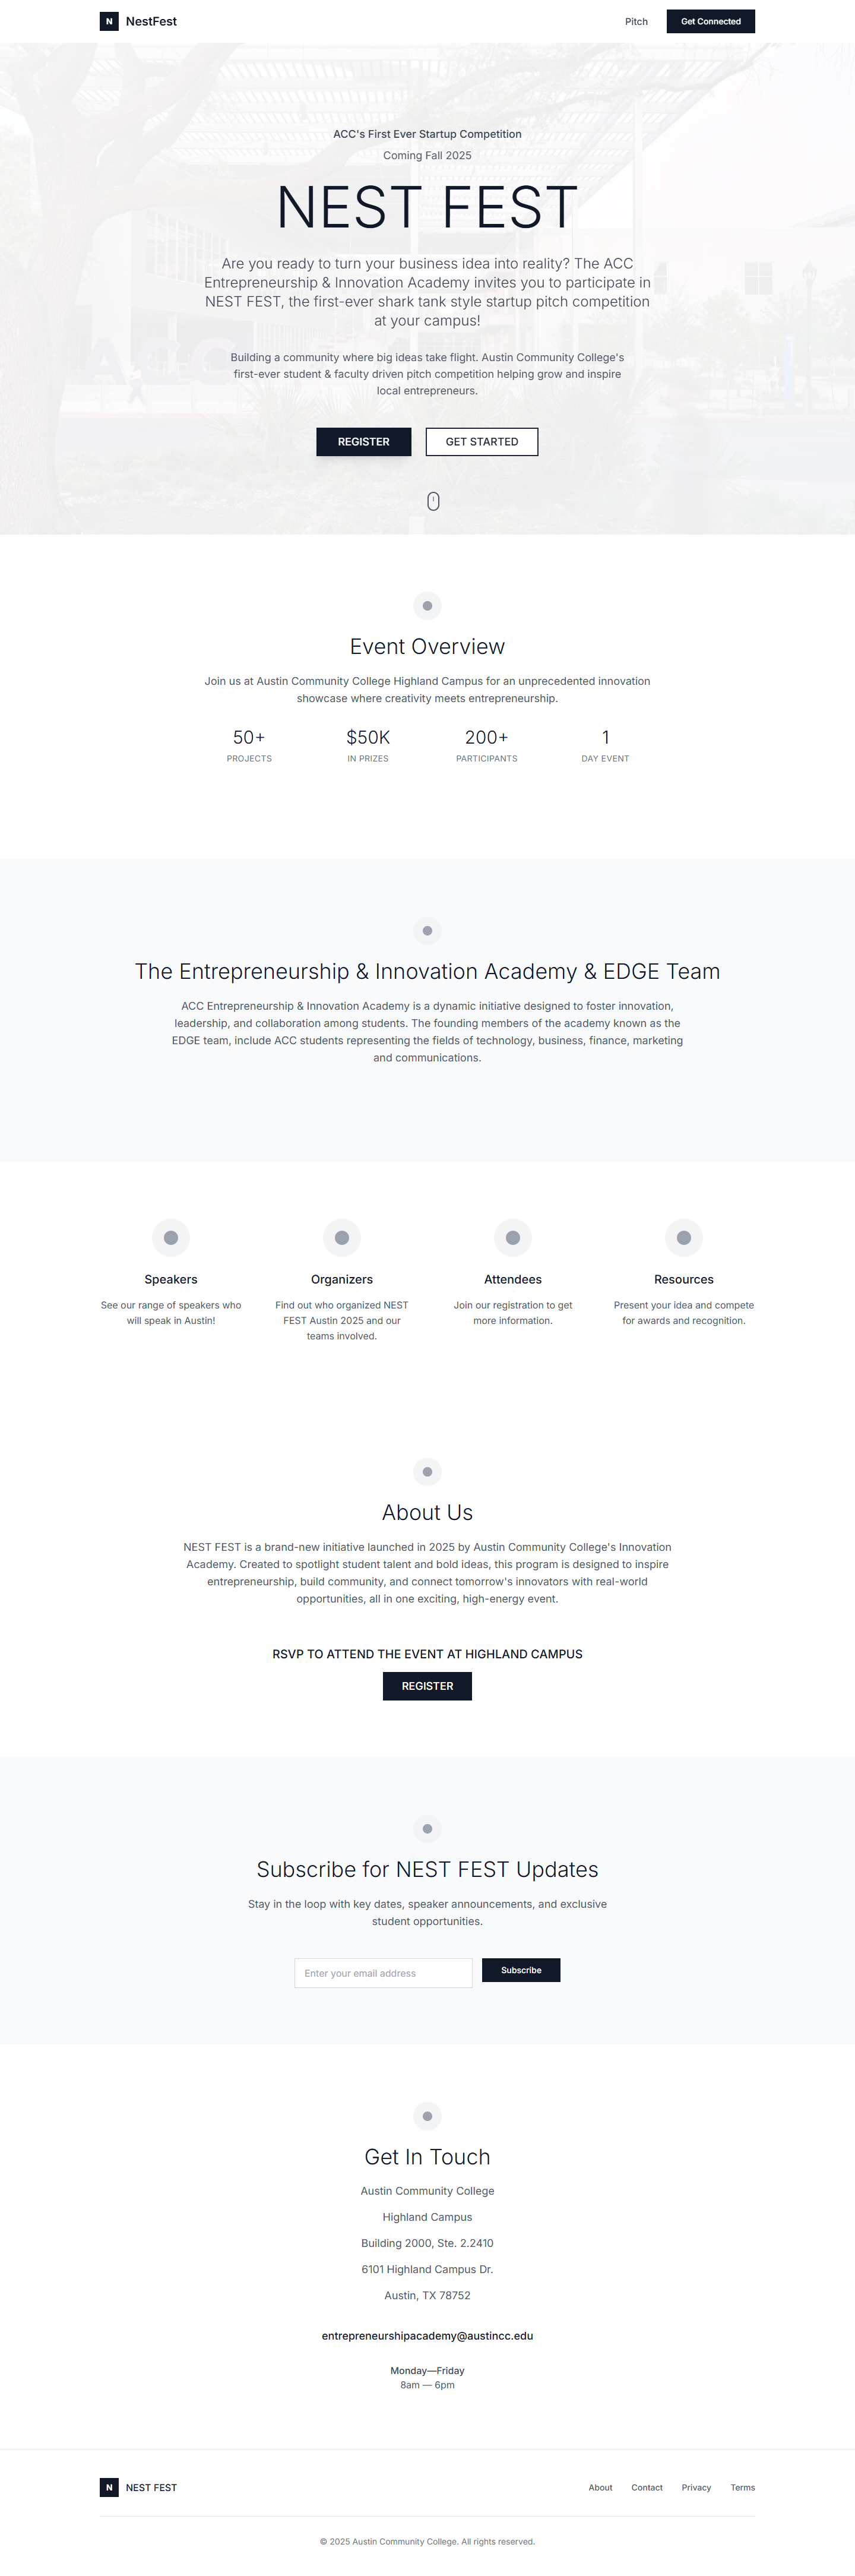 N NestFest
Pitch
Get Connected
ACC's First Ever Startup Competition
Coming Fall 2025
NEST FEST
Are you ready to turn your business idea into reality? The ACC
Entrepreneurship & Innovation Academy invites you to participate in
NEST FEST, the first-ever shark tank style startup pitch competition
at your campus!
ACC
Building a community where big ideas take flight. Austin Community College's
first-ever student & faculty driven pitch competition helping grow and inspire
local entrepreneurs.
REGISTER
GET STARTED
Event Overview
Join us at Austin Community College Highland Campus for an unprecedented innovation
showcase where creativity meets entrepreneurship.
50+
PROJECTS
$50K
IN PRIZES
200+
PARTICIPANTS
1
DAY EVENT
The Entrepreneurship & Innovation Academy & EDGE Team
ACC Entrepreneurship & Innovation Academy is a dynamic initiative designed to foster innovation,
leadership, and collaboration among students. The founding members of the academy known as the
EDGE team, include ACC students representing the fields of technology, business, finance, marketing
and communications.
Speakers
See our range of speakers who
will speak in Austin!
Organizers
Find out who organized NEST
FEST Austin 2025 and our
teams involved.
Attendees
Join our registration to get
more information.
Resources
Present your idea and compete
for awards and recognition.
About Us
NEST FEST is a brand-new initiative launched in 2025 by Austin Community College's Innovation
Academy. Created to spotlight student talent and bold ideas, this program is designed to inspire
entrepreneurship, build community, and connect tomorrow's innovators with real-world
opportunities, all in one exciting, high-energy event.
RSVP TO ATTEND THE EVENT AT HIGHLAND CAMPUS
REGISTER
Subscribe for NEST FEST Updates
Stay in the loop with key dates, speaker announcements, and exclusive
student opportunities.
Enter your email address
Subscribe
Get In Touch
Austin Community College
Highland Campus
Building 2000, Ste. 2.2410
6101 Highland Campus Dr.
Austin, TX 78752
entrepreneurshipacademy@austincc.edu
Monday—Friday
8am — 6pm
N NEST FEST
About
Contact
Privacy
Terms
© 2025 Austin Community College. All rights reserved.